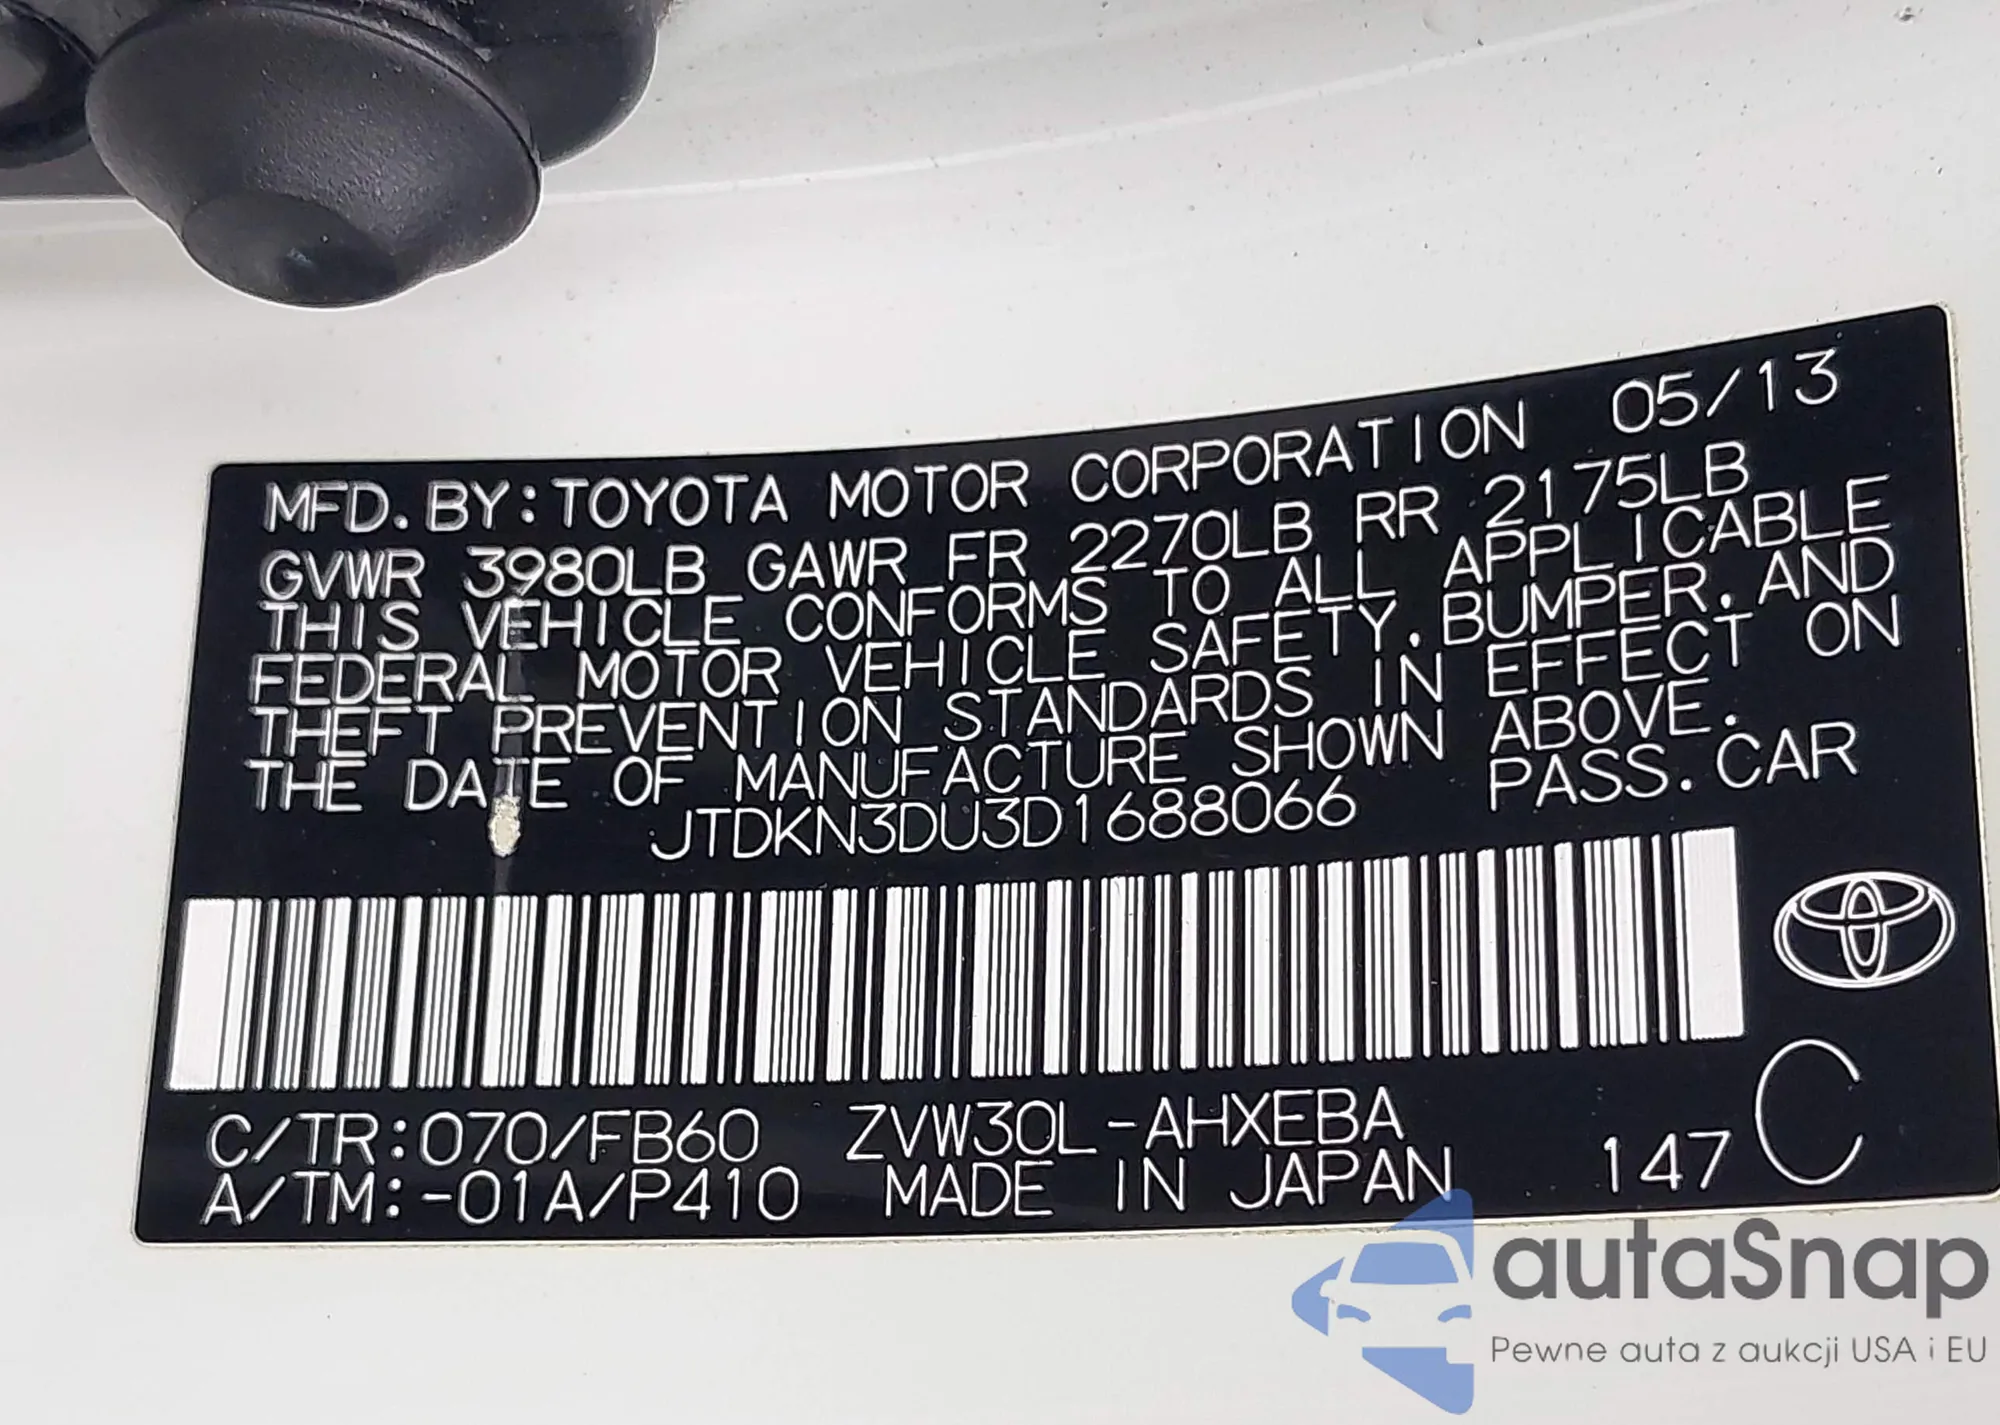 MFD. BY: TOYOTA MOTOR CORPORATION 05/13
GVWR 3980LB GAWR FR 2270LB RR 2175LB
THIS VEHICLE CONFORMS TO ALL APPLICABLE
FEDERAL MOTOR VEHICLE SAFETY, BUMPER, AND
THEFT PREVENTION STANDARDS IN EFFECT ON
THE DATE OF MANUFACTURE SHOWN ABOVE.
JTDKN3DU3D1688066 PASS. CAR
C/TR:070/FB60 ZVW30L-AHXEBA
A/TM:-01A/P410 MADE IN JAPAN 147 C
autaSnap
Pewne auta z aukcji USA i EU